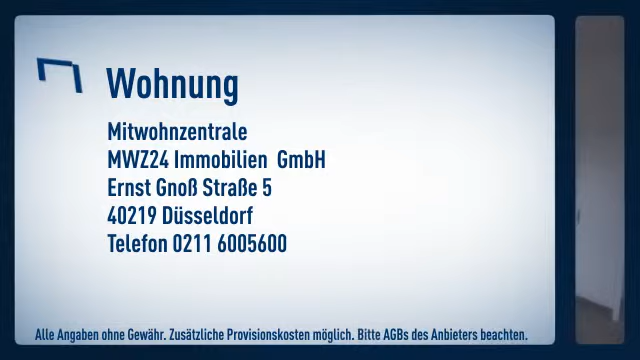 Wohnung
Mitwohnzentrale
MWZ24 Immobilien GmbH
Ernst Gnoß Straße 5
40219 Düsseldorf
Telefon 0211 6005600
Alle Angaben ohne Gewähr. Zusätzliche Provisionskosten möglich. Bitte AGBs des Anbieters beachten.